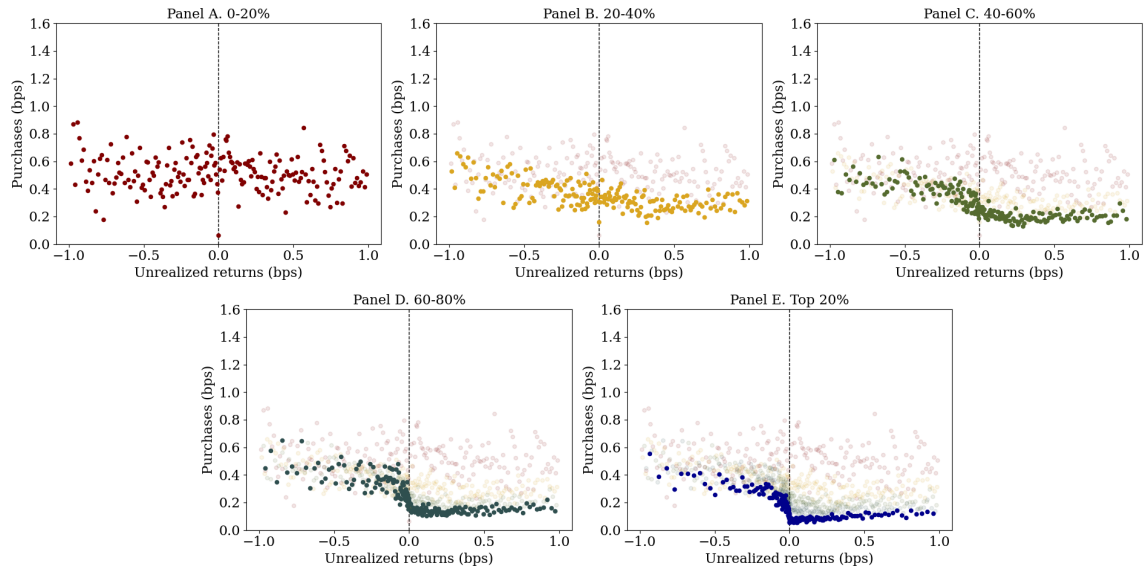 Panel A. 0-20%
1.6
1.4
1.2
1.0
0.8
0.6
0.4
0.2
0.0
Purchases (bps)
−1.0 −0.5 0.0 0.5 1.0
Unrealized returns (bps)
Panel B. 20-40%
1.6
1.4
1.2
1.0
0.8
0.6
0.4
0.2
0.0
Purchases (bps)
−1.0 −0.5 0.0 0.5 1.0
Unrealized returns (bps)
Panel C. 40-60%
1.6
1.4
1.2
1.0
0.8
0.6
0.4
0.2
0.0
Purchases (bps)
−1.0 −0.5 0.0 0.5 1.0
Unrealized returns (bps)
Panel D. 60-80%
1.6
1.4
1.2
1.0
0.8
0.6
0.4
0.2
0.0
Purchases (bps)
−1.0 −0.5 0.0 0.5 1.0
Unrealized returns (bps)
Panel E. Top 20%
1.6
1.4
1.2
1.0
0.8
0.6
0.4
0.2
0.0
Purchases (bps)
−1.0 −0.5 0.0 0.5 1.0
Unrealized returns (bps)